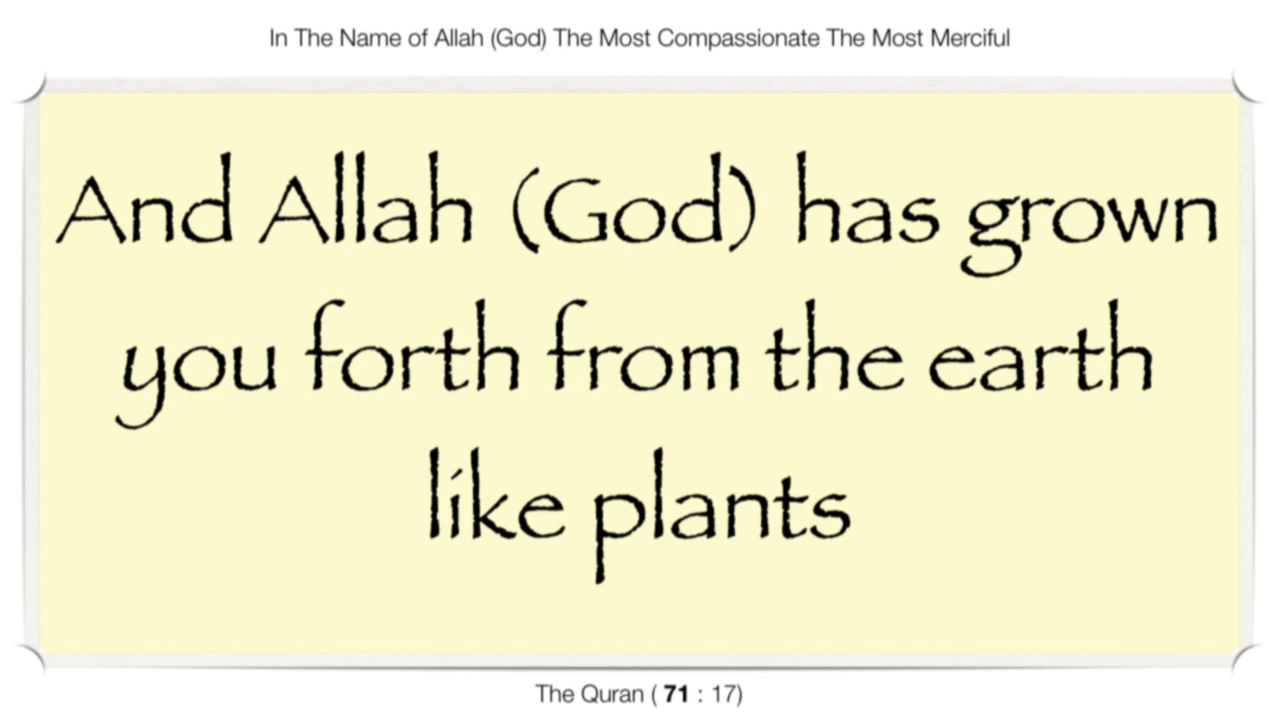 In The Name of Allah (God) The Most Compassionate The Most Merciful
And Allah (God) has grown
you forth from the earth
like plants
The Quran ( 71 : 17)